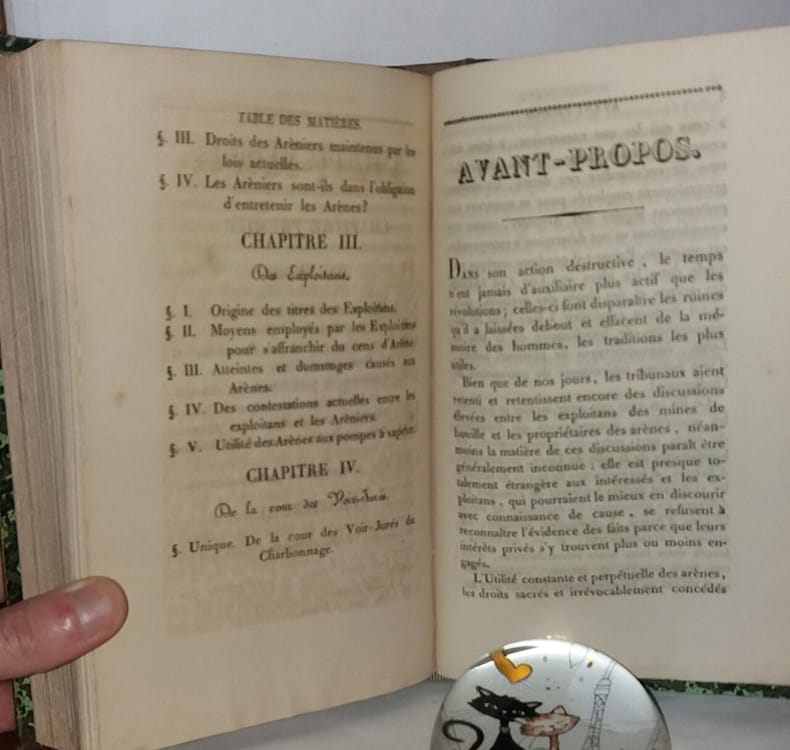 TABLE DES MATIÈRES.
§. III. Droits des Arèniers maintenus par les
lois actuelles.
§. IV. Les Arèniers sont-ils dans l'obligation
d'entretenir les Arènes?
CHAPITRE III.
Des Exploitans.
§. I. Origine des titres des Exploitans.
§. II. Moyens employés par les Exploitans
pour s'affranchir du cens d'Arène.
§. III. Atteintes et dommages causés aux
Arènes.
§. IV. Des contestations actuelles entre les
exploitans et les Arèniers.
§. V. Utilité des Arènes aux pompes à vapeur.
CHAPITRE IV.
De la cour des Voir-Jurés.
§. Unique. De la cour des Voir-Jurés du
Charbonnage.
AVANT-PROPOS.
DANS son action destructive, le temps
n'eut jamais d'auxiliaire plus actif que les
révolutions; celles-ci font disparaître les ruines
qu'il a laissées debout et effacent de la mé-
moire des hommes, les traditions les plus
utiles.
Bien que de nos jours, les tribunaux aient
retenti et retentissent encore des discussions
élevées entre les exploitans des mines de
houille et les propriétaires des arènes, néan-
moins la matière de ces discussions paraît être
généralement inconnue : elle est presque to-
talement étrangère aux intéressés et les ex-
ploitans, qui pourraient le mieux en discourir
avec connaissance de cause, se refusent à
reconnaître l'évidence des faits parce que leurs
intérêts privés s'y trouvent plus ou moins en-
gagés.
L'Utilité constante et perpétuelle des arènes,
les droits sacrés et irrévocablement concédés